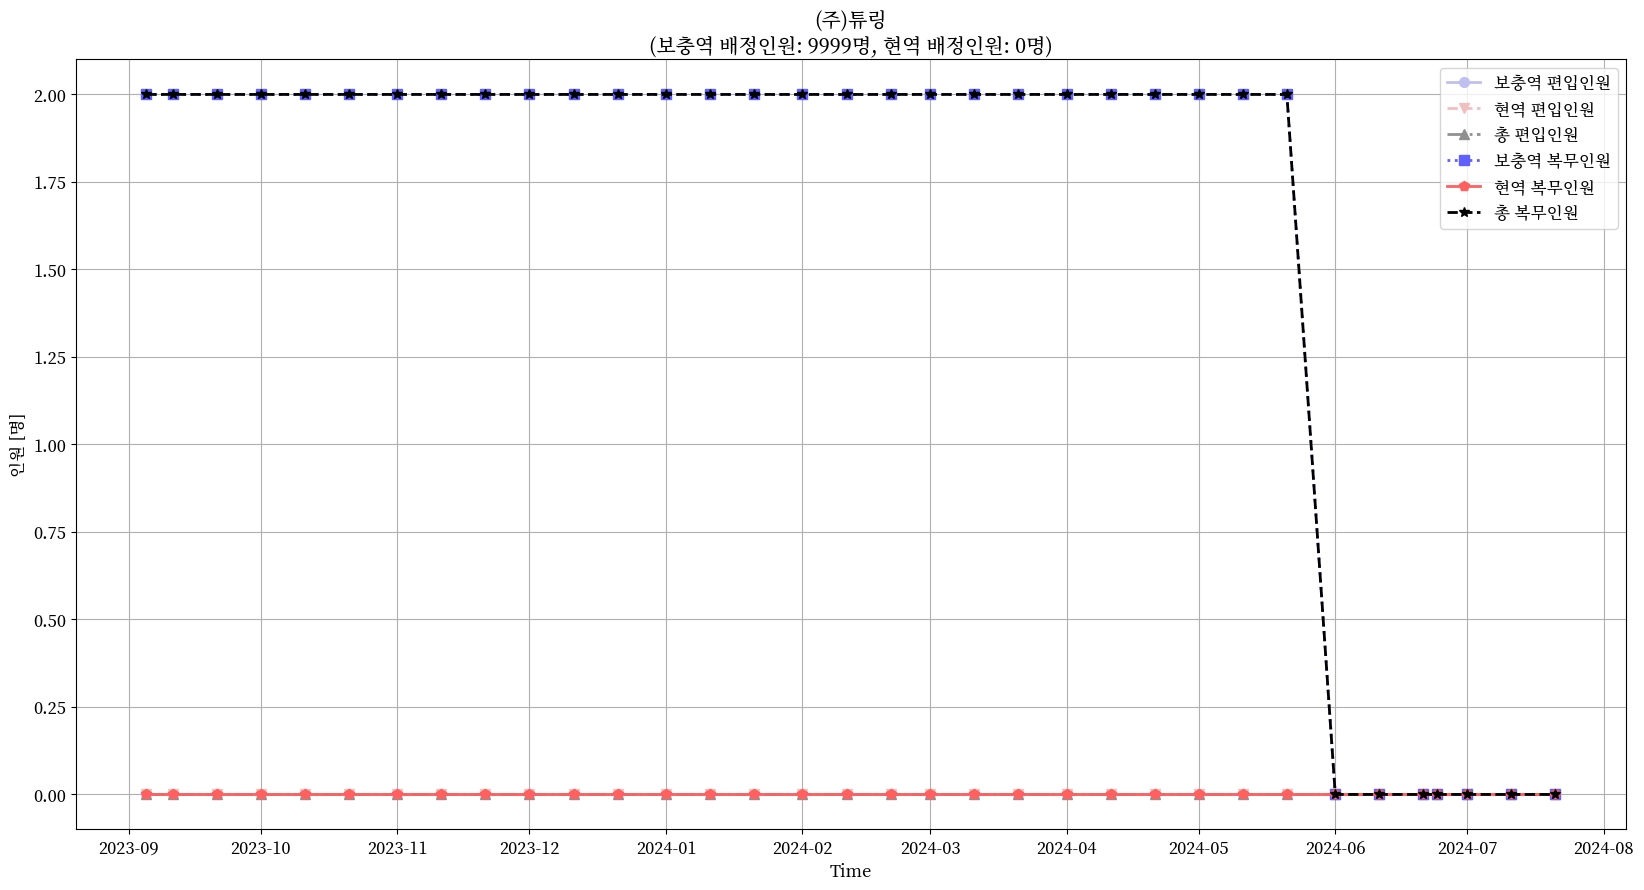 (주)튜링
(보충역 배정인원: 9999명, 현역 배정인원: 0명)
보충역 편입인원
현역 편입인원
총 편입인원
보충역 복무인원
현역 복무인원
총 복무인원
인원 [명]
2.00
1.75
1.50
1.25
1.00
0.75
0.50
0.25
0.00
2023-09
2023-10
2023-11
2023-12
2024-01
2024-02
2024-03
2024-04
2024-05
2024-06
2024-07
2024-08
Time